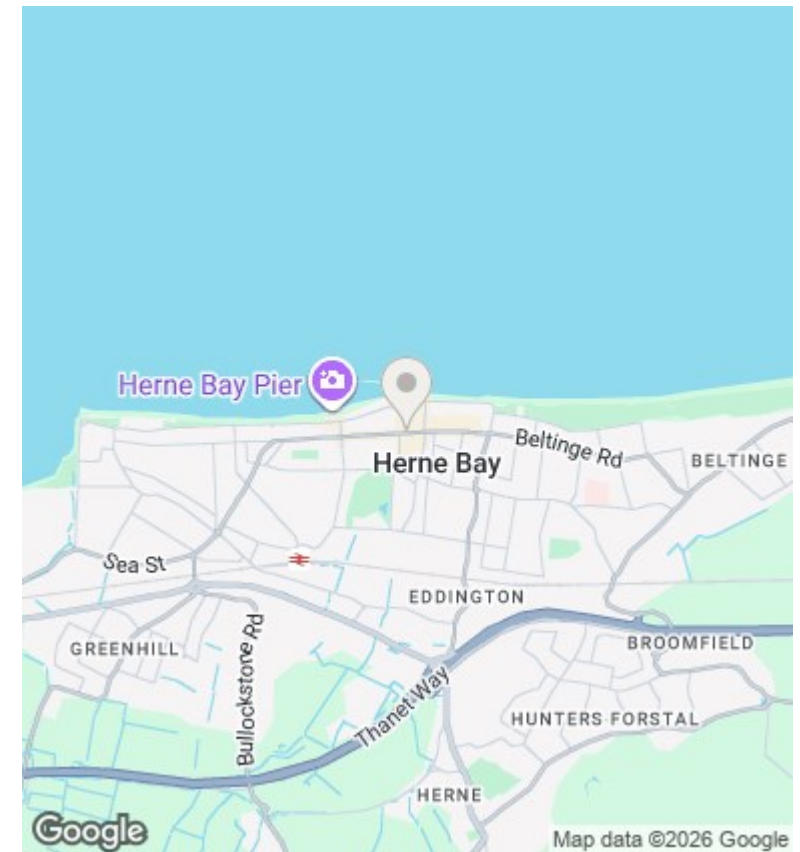 Herne Bay Pier
Herne Bay
Beltinge Rd
BELTINGE
Sea St
EDDINGTON
GREENHILL
Bullockstone Rd
BROOMFIELD
Thanet Way
HUNTERS FORSTAL
HERNE
Google
Map data ©2026 Google